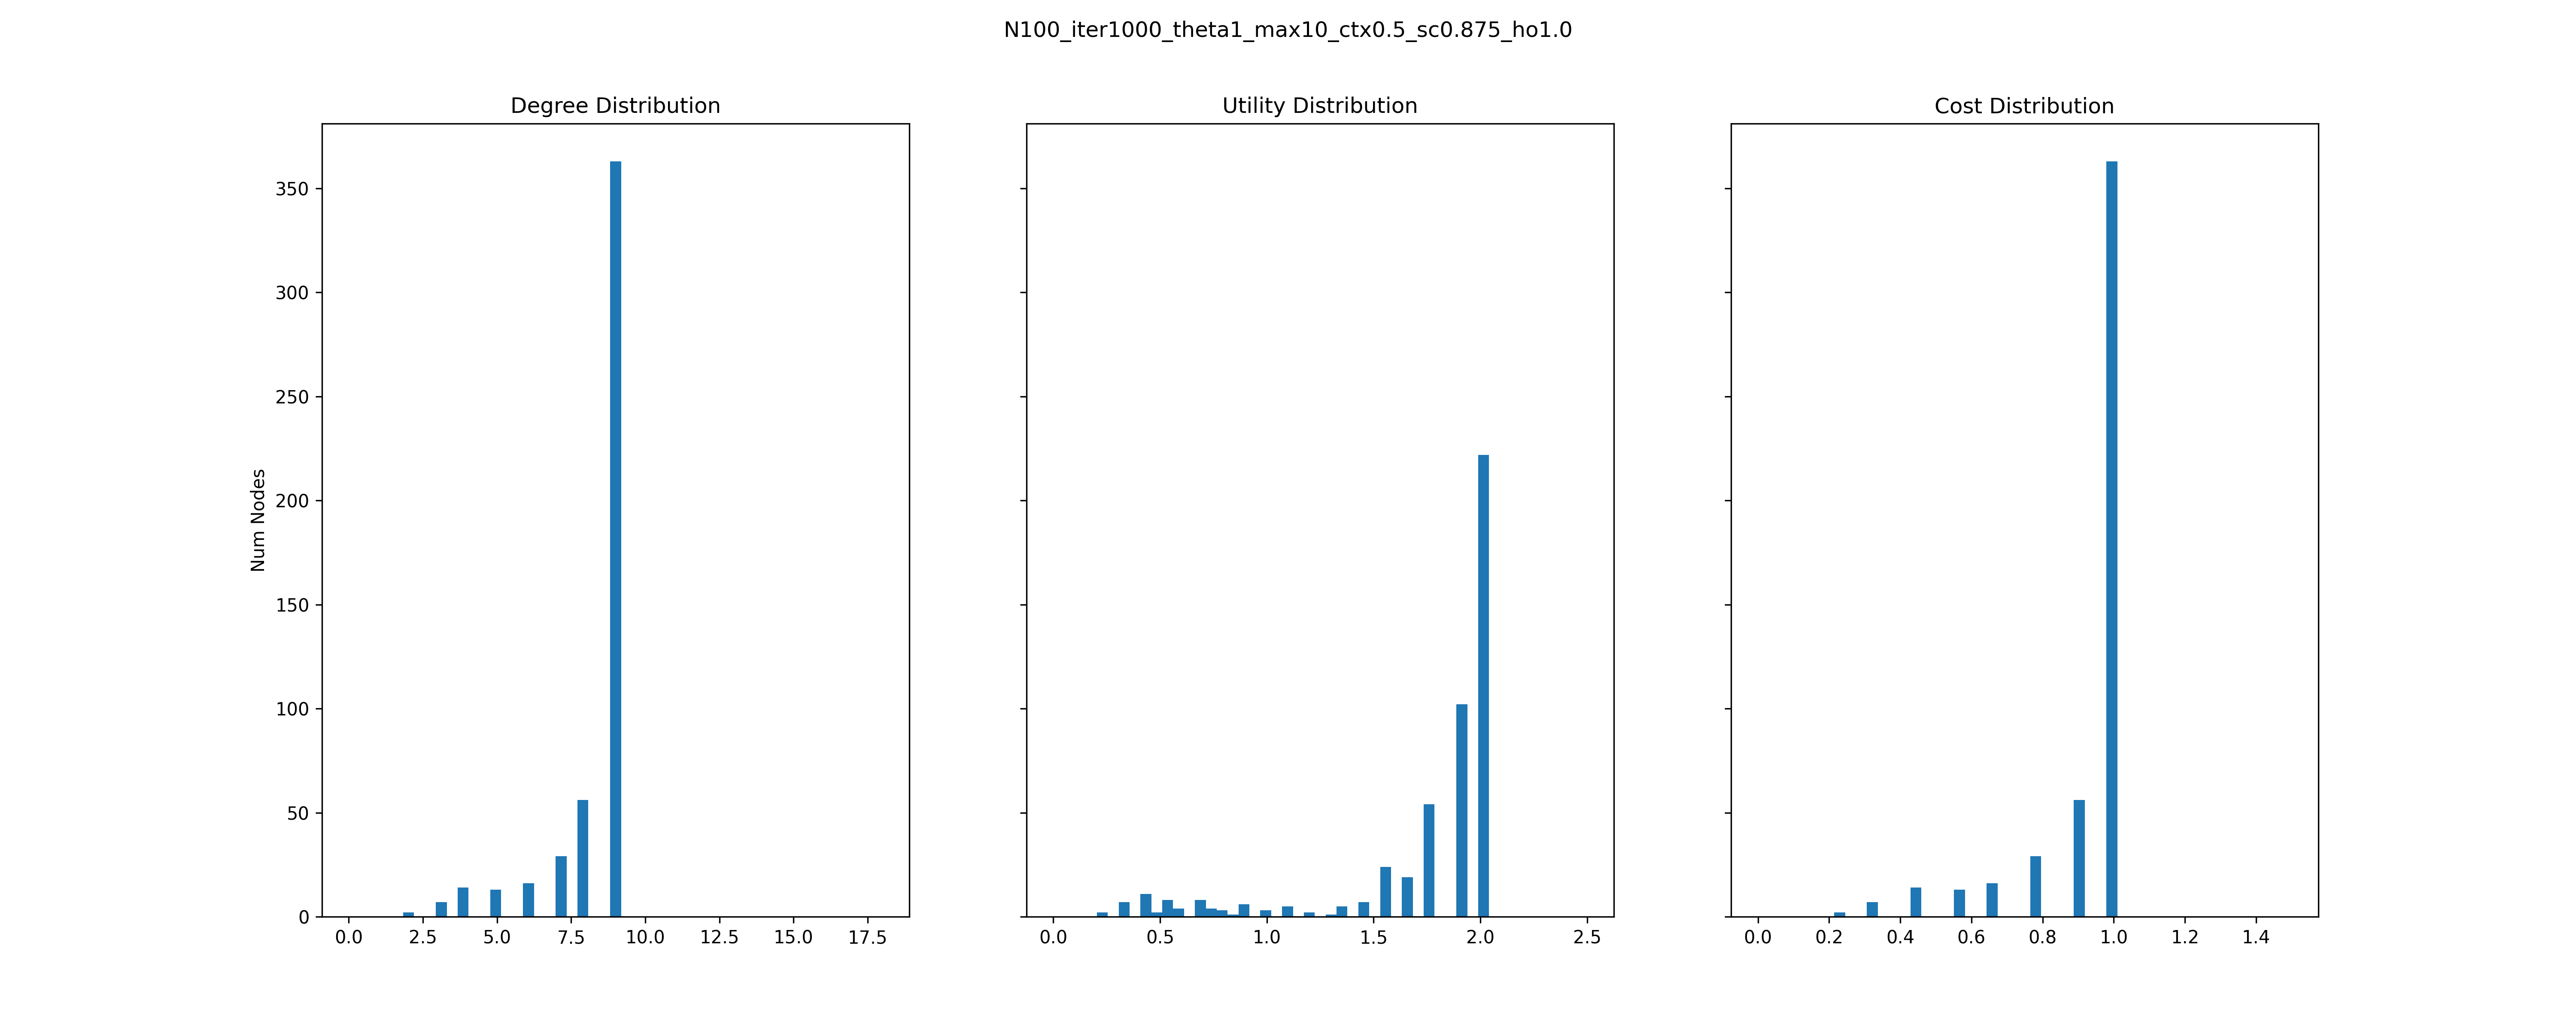 N100_iter1000_theta1_max10_ctx0.5_sc0.875_ho1.0
Degree Distribution
Num Nodes
350
300
250
200
150
100
50
0
0.0 2.5 5.0 7.5 10.0 12.5 15.0 17.5
Utility Distribution
0.0 0.5 1.0 1.5 2.0 2.5
Cost Distribution
0.0 0.2 0.4 0.6 0.8 1.0 1.2 1.4